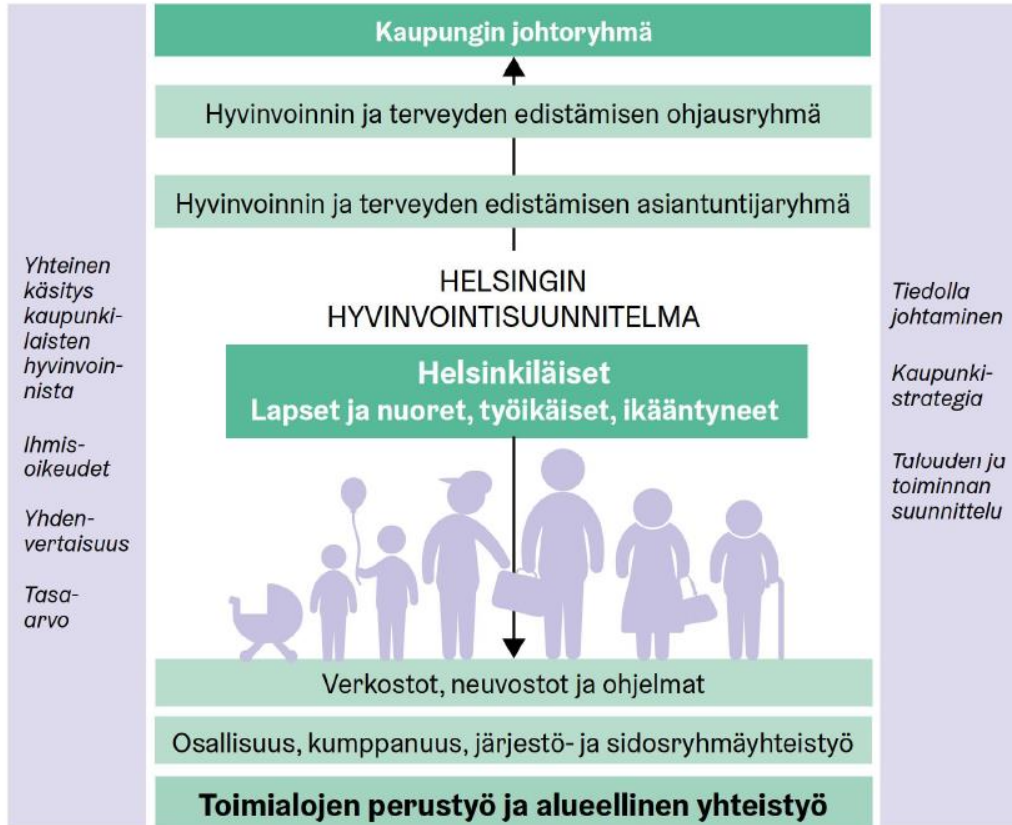 Kaupungin johtoryhmä
Hyvinvoinnin ja terveyden edistämisen ohjausryhmä
Hyvinvoinnin ja terveyden edistämisen asiantuntijaryhmä
Yhteinen
käsitys
kaupunki-
laisten
hyvinvoin-
nista
Ihmis-
oikeudet
Yhden-
vertaisuus
Tasa-
arvo
HELSINGIN
HYVINVOINTISUUNNITELMA
Helsinkiläiset
Lapset ja nuoret, työikäiset, ikääntyneet
Tiedolla
johtaminen
Kaupunki-
strategia
Talouden ja
toiminnan
suunnittelu
Verkostot, neuvostot ja ohjelmat
Osallisuus, kumppanuus, järjestö- ja sidosryhmäyhteistyö
Toimialojen perustyö ja alueellinen yhteistyö